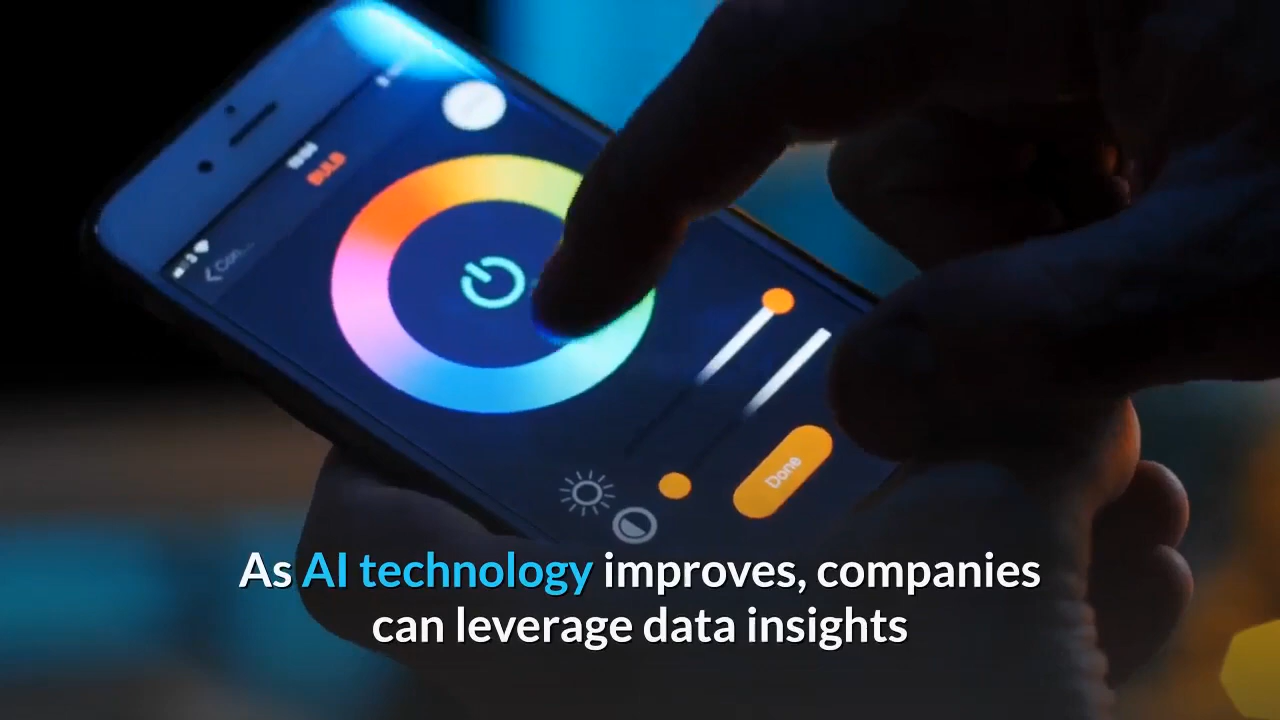 BULB
Done
As AI technology improves, companies
can leverage data insights